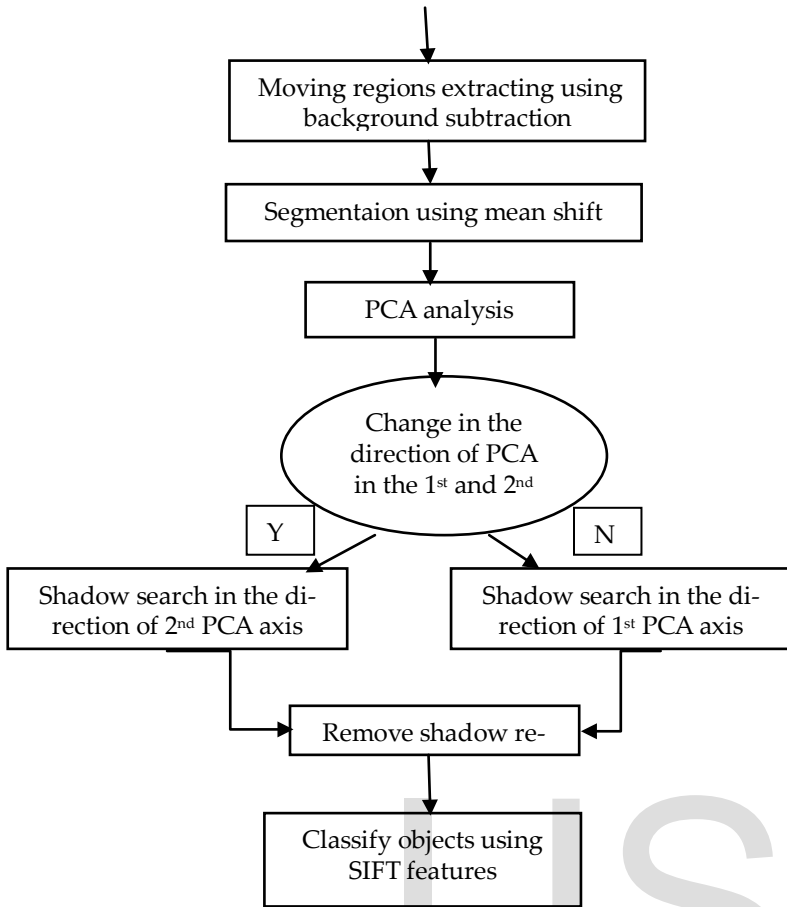 Moving regions extracting using
background subtraction
Segmentaion using mean shift
PCA analysis
Change in the
direction of PCA
in the 1st and 2nd
Y
N
Shadow search in the di-
rection of 2nd PCA axis
Shadow search in the di-
rection of 1st PCA axis
Remove shadow re-
Classify objects using
SIFT features